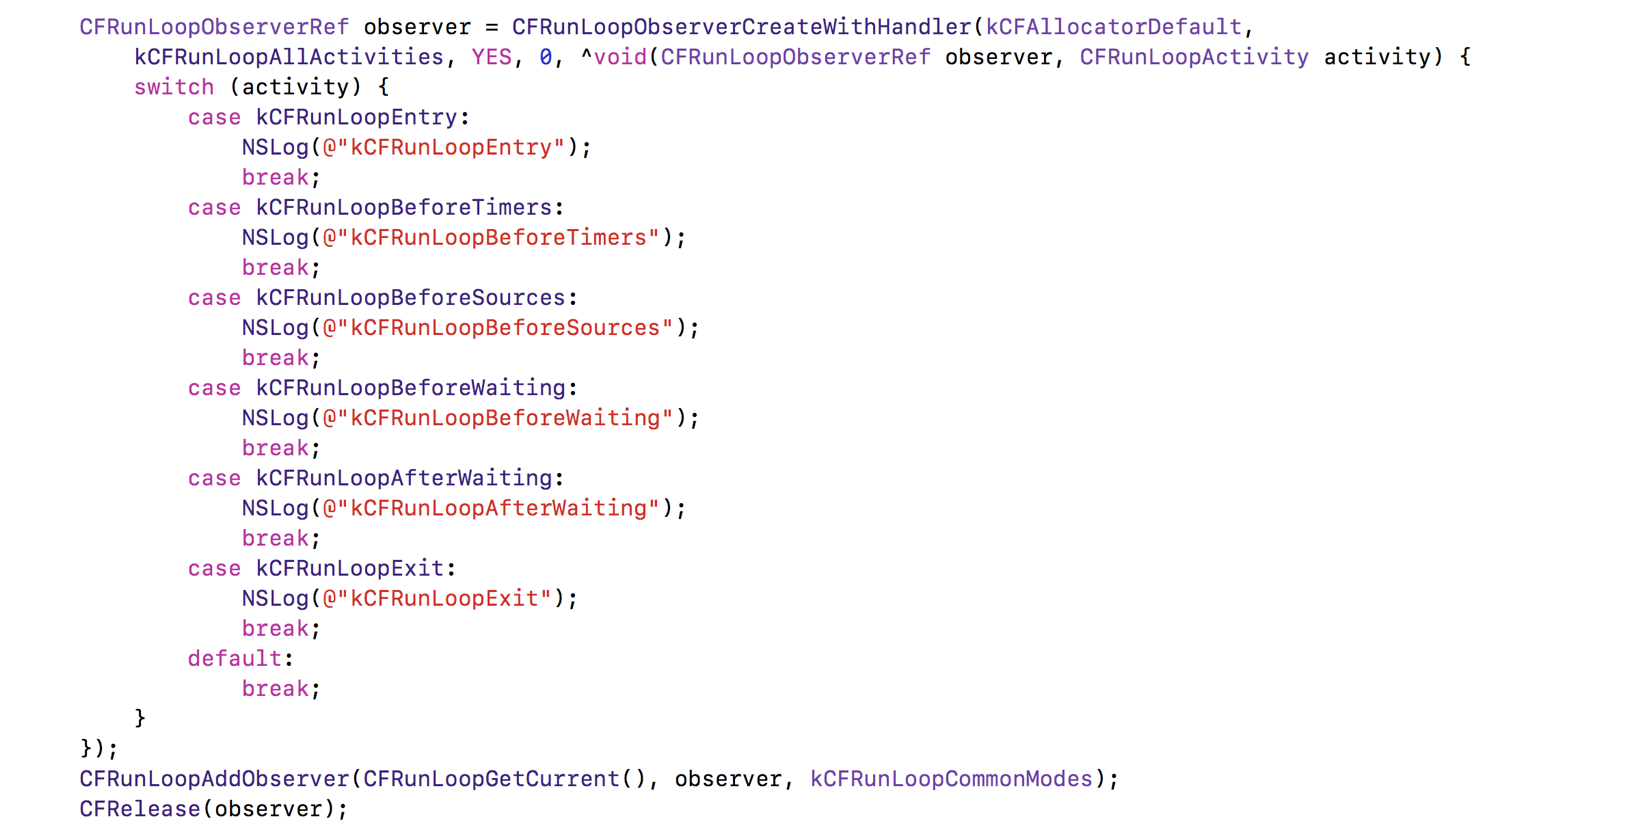 CFRunLoopObserverRef observer = CFRunLoopObserverCreateWithHandler(kCFAllocatorDefault,
kCFRunLoopAllActivities, YES, 0, ^void(CFRunLoopObserverRef observer, CFRunLoopActivity activity) {
switch (activity) {
case kCFRunLoopEntry:
NSLog(@"kCFRunLoopEntry");
break;
case kCFRunLoopBeforeTimers:
NSLog(@"kCFRunLoopBeforeTimers");
break;
case kCFRunLoopBeforeSources:
NSLog(@"kCFRunLoopBeforeSources");
break;
case kCFRunLoopBeforeWaiting:
NSLog(@"kCFRunLoopBeforeWaiting");
break;
case kCFRunLoopAfterWaiting:
NSLog(@"kCFRunLoopAfterWaiting");
break;
case kCFRunLoopExit:
NSLog(@"kCFRunLoopExit");
break;
default:
break;
}
});
CFRunLoopAddObserver(CFRunLoopGetCurrent(), observer, kCFRunLoopCommonModes);
CFRelease(observer);